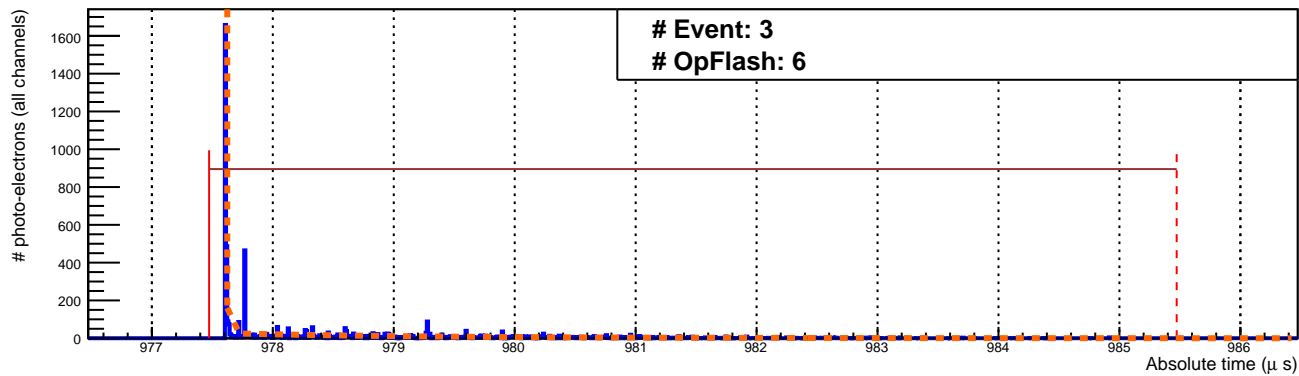 # Event: 3
# OpFlash: 6
# photo-electrons (all channels)
1600
1400
1200
1000
800
600
400
200
0
977 978 979 980 981 982 983 984 985 986
Absolute time (μ s)